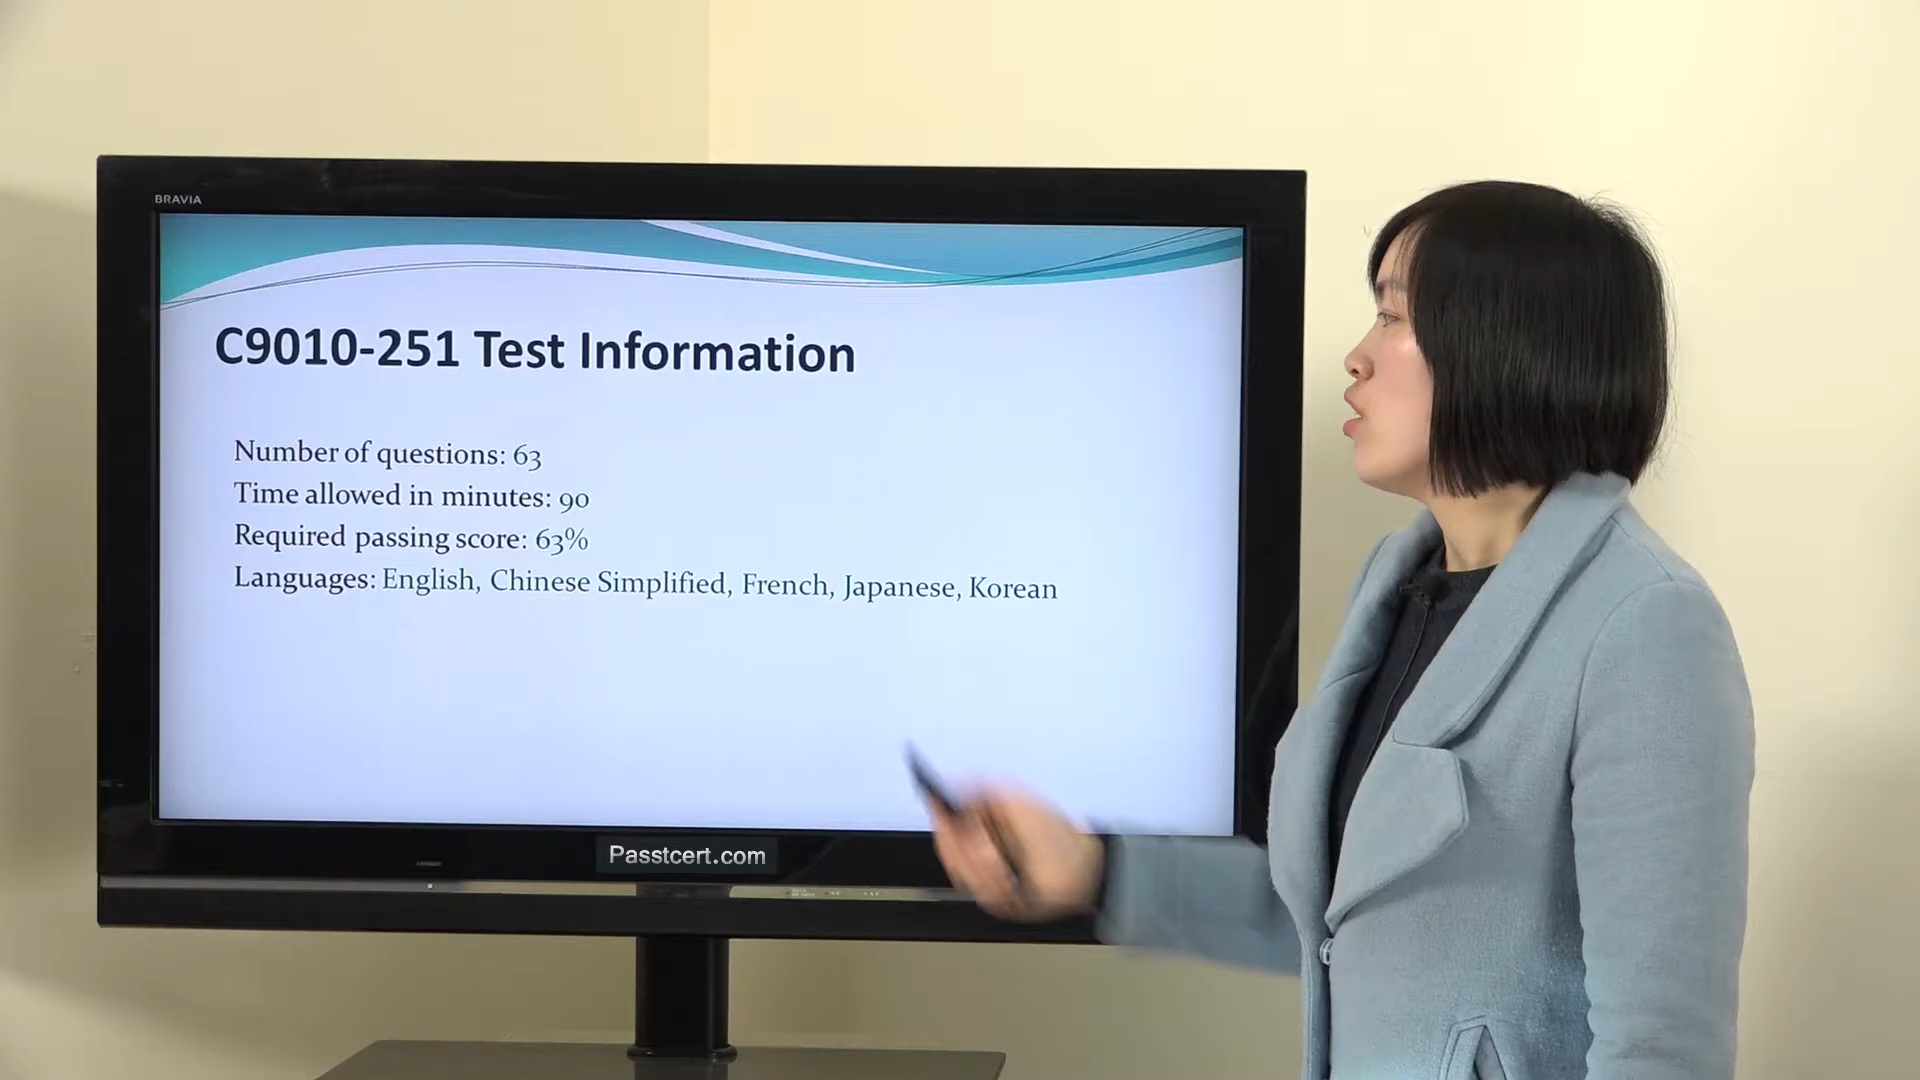 BRAVIA
C9010-251 Test Information
Number of questions: 63
Time allowed in minutes: 90
Required passing score: 63%
Languages: English, Chinese Simplified, French, Japanese, Korean
Passtcert.com